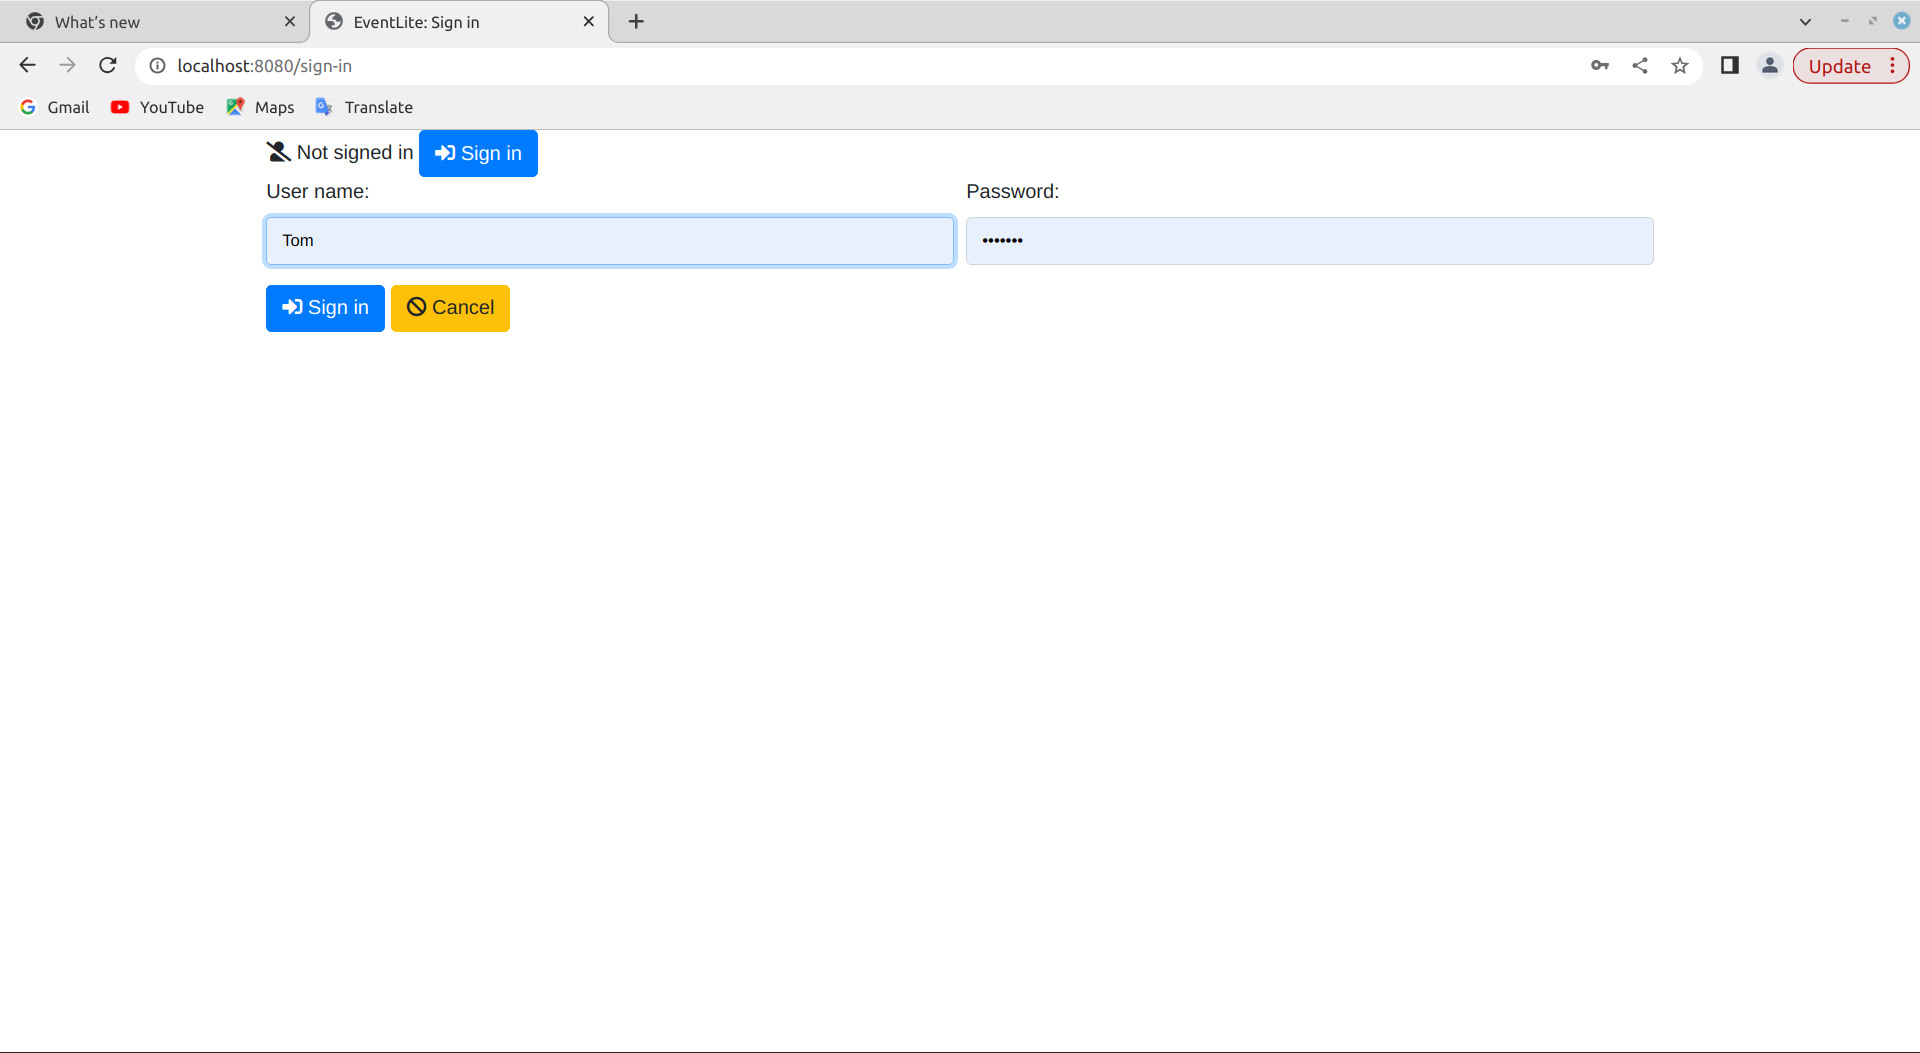 What's new EventLite: Sign in
localhost:8080/sign-in Update
Gmail YouTube Maps Translate
Not signed in Sign in
User name: Password:
Tom •••••••
Sign in Cancel